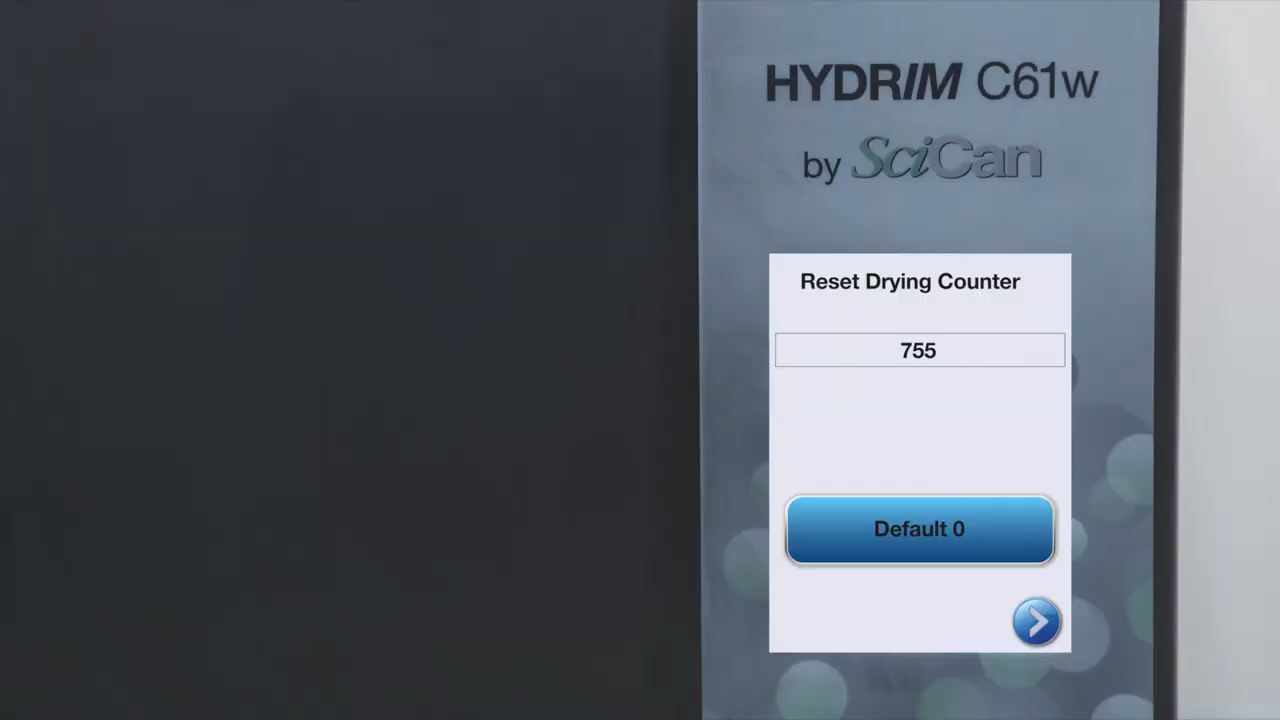 HYDRIM C61w
by SciCan
Reset Drying Counter
755
Default 0